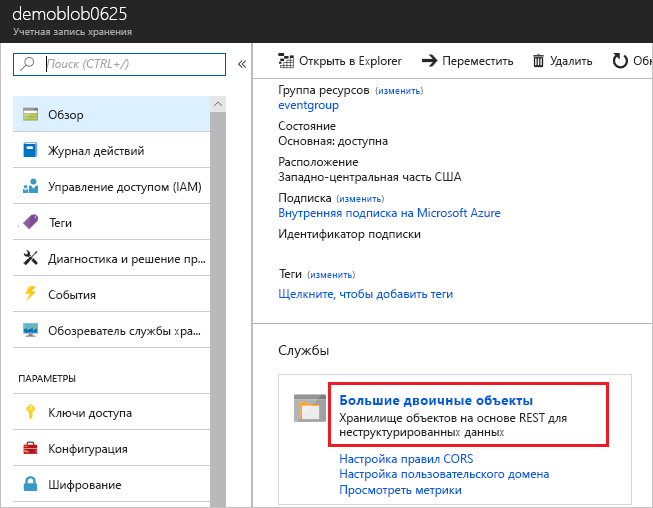 demoblob0625
Учетная запись хранения
Поиск (CTRL+/)
«
Обзор
Журнал действий
Управление доступом (IAM)
Теги
Диагностика и решение пр...
События
Обозреватель службы хра...
ПАРАМЕТРЫ
Ключи доступа
Конфигурация
Шифрование
Открыть в Explorer
Переместить
Удалить
Обн
Группа ресурсов (изменить)
eventgroup
Состояние
Основная: доступна
Расположение
Западно-центральная часть США
Подписка (изменить)
Внутренняя подписка на Microsoft Azure
Идентификатор подписки
Теги (изменить)
Щелкните, чтобы добавить теги
Службы
Большие двоичные объекты
Хранилище объектов на основе REST для
неструктурированных данных
Настройка правил CORS
Настройка пользовательского домена
Просмотреть метрики